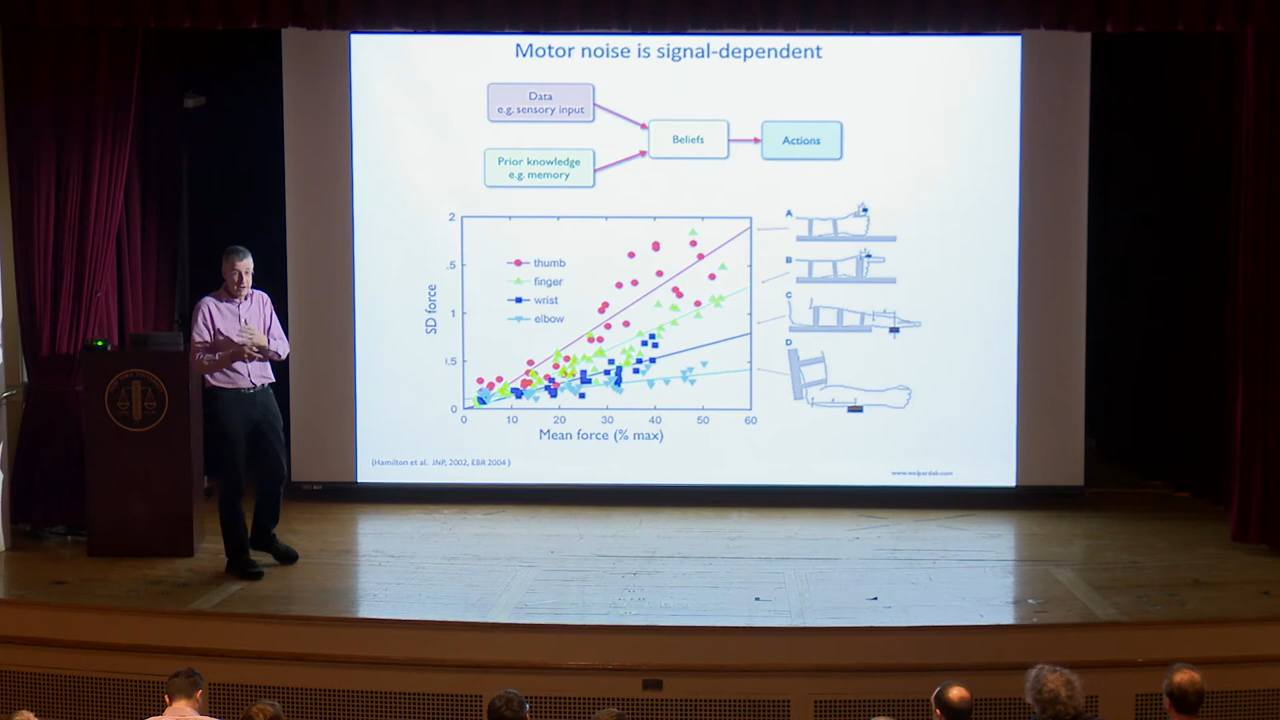 Motor noise is signal-dependent
Data
e.g. sensory input
Prior knowledge
e.g. memory
Beliefs
Actions
2
.5
1
.5
0
SD force
thumb
finger
wrist
elbow
0 10 20 30 40 50 60
Mean force (% max)
A
B
C
D
(Hamilton et al. JNP, 2002, EBR 2004 )